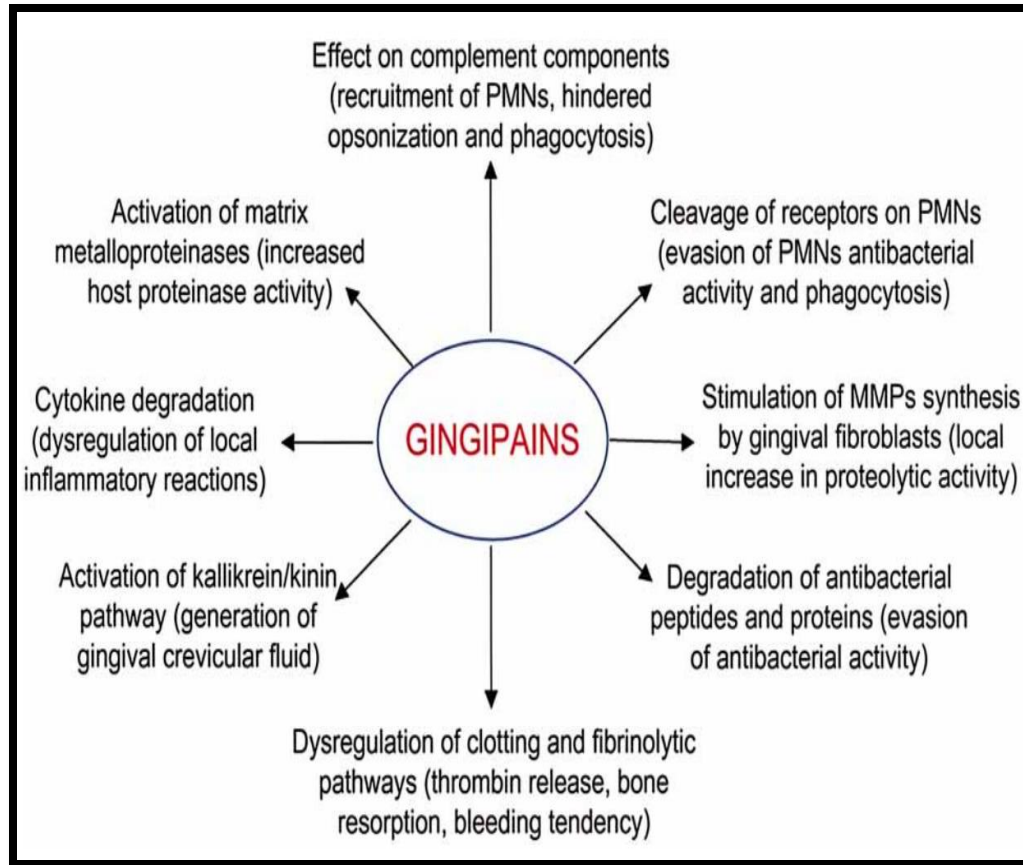 Effect on complement components
(recruitment of PMNs, hindered
opsonization and phagocytosis)
Activation of matrix
metalloproteinases (increased
host proteinase activity)
Cleavage of receptors on PMNs
(evasion of PMNs antibacterial
activity and phagocytosis)
Cytokine degradation
(dysregulation of local
inflammatory reactions)
GINGIPAINS
Stimulation of MMPs synthesis
by gingival fibroblasts (local
increase in proteolytic activity)
Activation of kallikrein/kinin
pathway (generation of
gingival crevicular fluid)
Degradation of antibacterial
peptides and proteins (evasion
of antibacterial activity)
Dysregulation of clotting and fibrinolytic
pathways (thrombin release, bone
resorption, bleeding tendency)